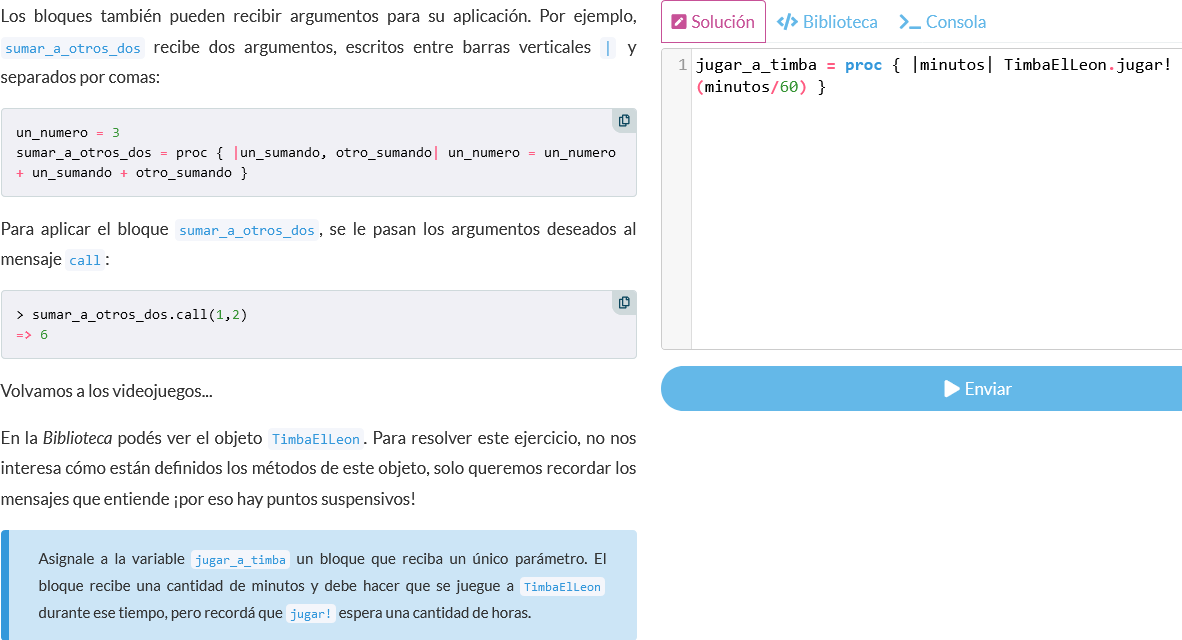 Los bloques también pueden recibir argumentos para su aplicación. Por ejemplo,
sumar_a_otros_dos recibe dos argumentos, escritos entre barras verticales | y
separados por comas:
un_numero = 3
sumar_a_otros_dos = proc { |un_sumando, otro_sumando| un_numero = un_numero
+ un_sumando + otro_sumando }
Para aplicar el bloque sumar_a_otros_dos, se le pasan los argumentos deseados al
mensaje call:
> sumar_a_otros_dos.call(1,2)
=> 6
Volvamos a los videojuegos...
En la Biblioteca podés ver el objeto TimbaElLeon. Para resolver este ejercicio, no nos
interesa cómo están definidos los métodos de este objeto, solo queremos recordar los
mensajes que entiende ¡por eso hay puntos suspensivos!
Asignale a la variable jugar_a_timba un bloque que reciba un único parámetro. El
bloque recibe una cantidad de minutos y debe hacer que se juegue a TimbaElLeon
durante ese tiempo, pero recordá que jugar! espera una cantidad de horas.
Solución
Biblioteca
Consola
1 jugar_a_timba = proc { |minutos| TimbaElLeon.jugar!
(minutos/60) }
Enviar